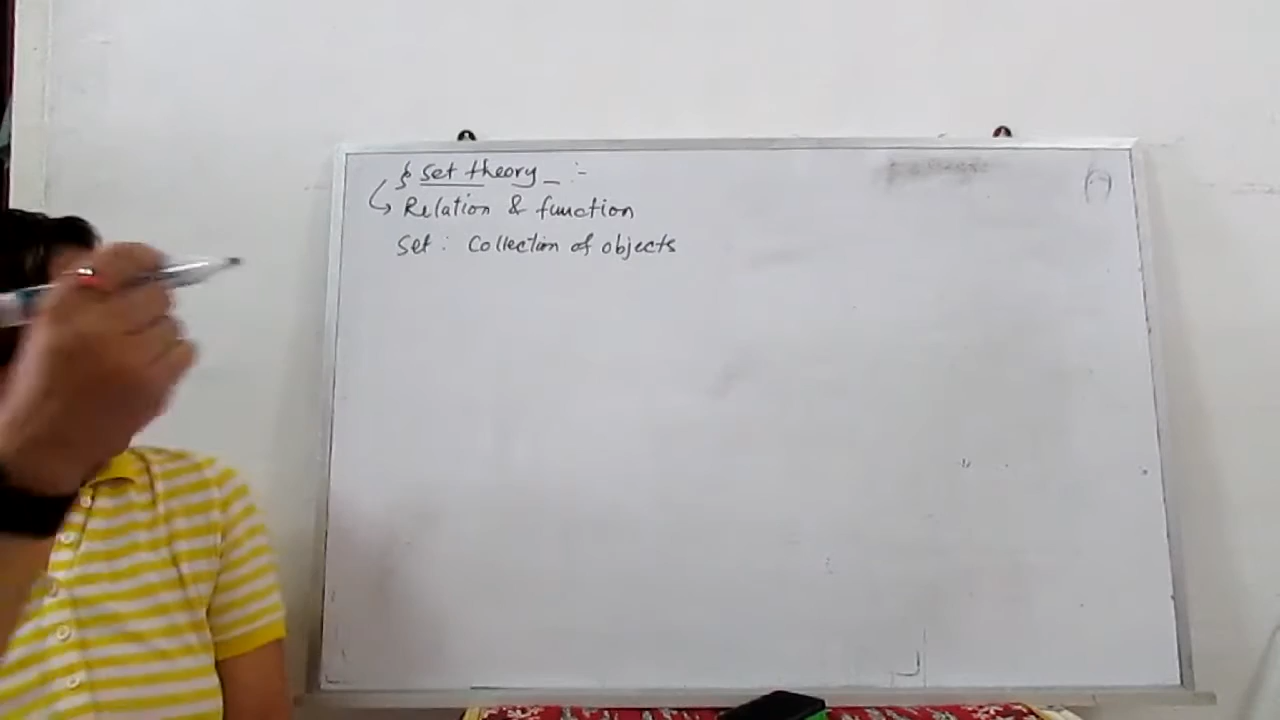 § Set theory _ :-
Relation & function
Set : Collection of objects